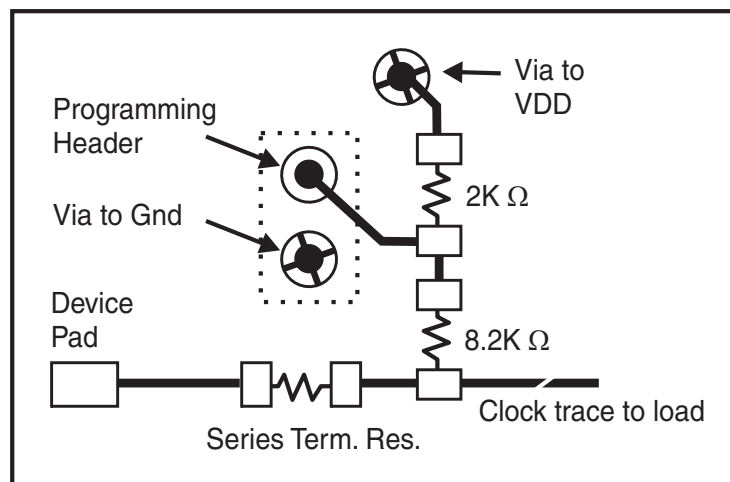 Via to
VDD
Programming
Header
2K Ω
Via to Gnd
Device
Pad
8.2K Ω
Clock trace to load
Series Term. Res.